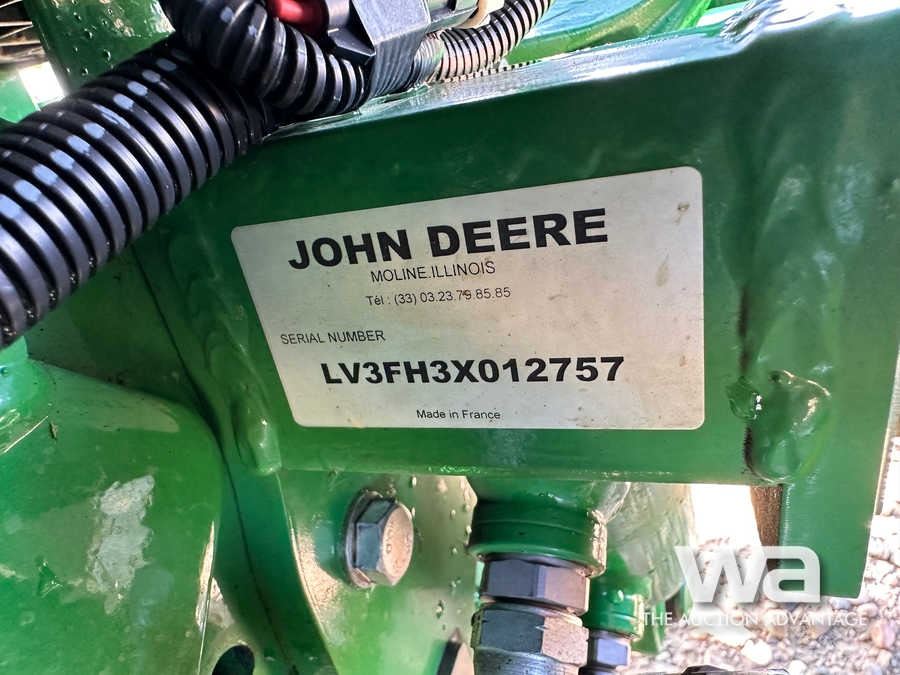 JOHN DEERE
MOLINE.ILLINOIS
Tél : (33) 03.23.79.85.85
SERIAL NUMBER
LV3FH3X012757
Made in France
wa
THE AUCTION ADVANTAGE